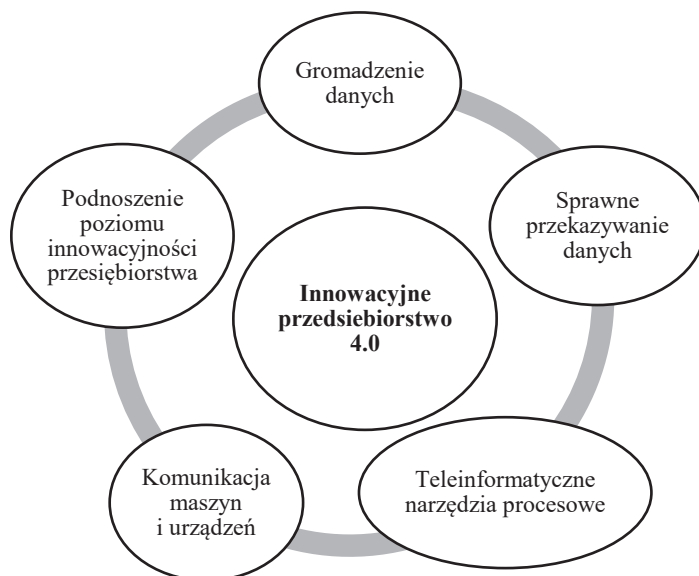 Gromadzenie
danych
Sprawne
przekazywanie
danych
Teleinformatyczne
narzędzia procesowe
Komunikacja
maszyn
i urządzeń
Podnoszenie
poziomu
innowacyjności
przesiębiorstwa
Innowacyjne
przedsiebiorstwo
4.0